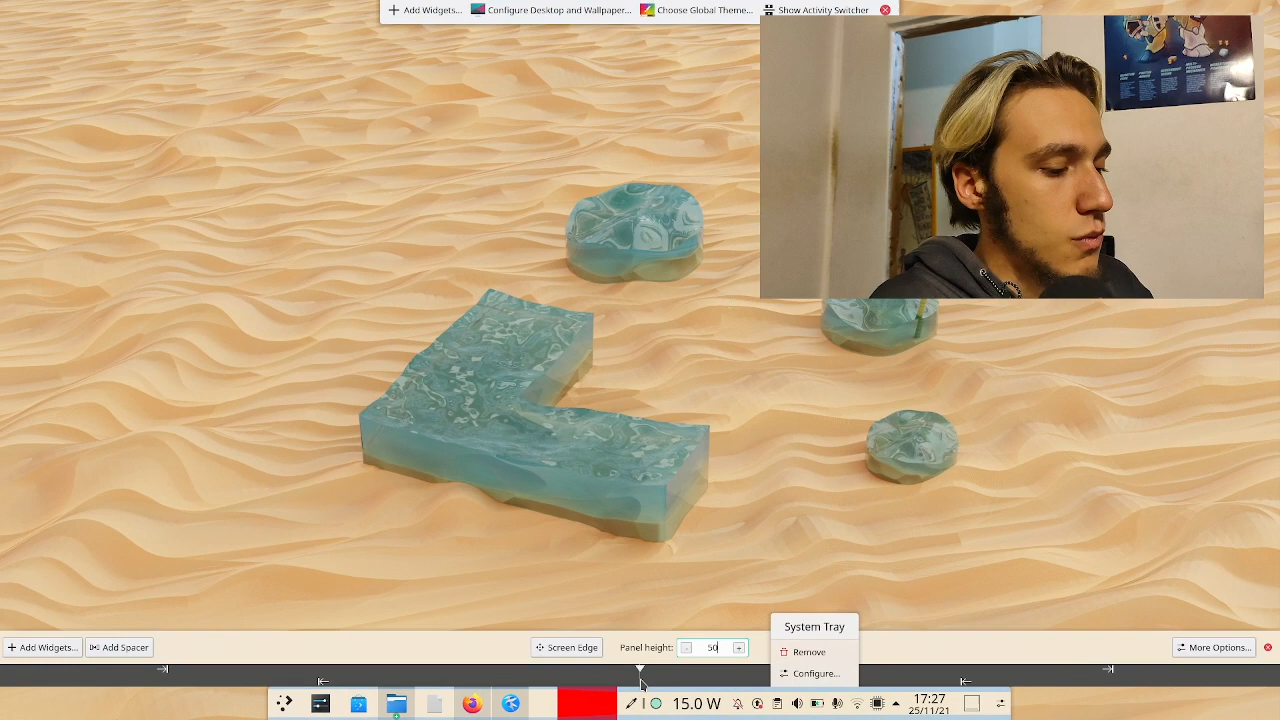 Add Widgets... Configure Desktop and Wallpaper... Choose Global Theme... Show Activity Switcher
System Tray
Add Widgets... Add Spacer Screen Edge Panel height: - 50 + Remove More Options...
Configure...
15.0 W 17:27
25/11/21